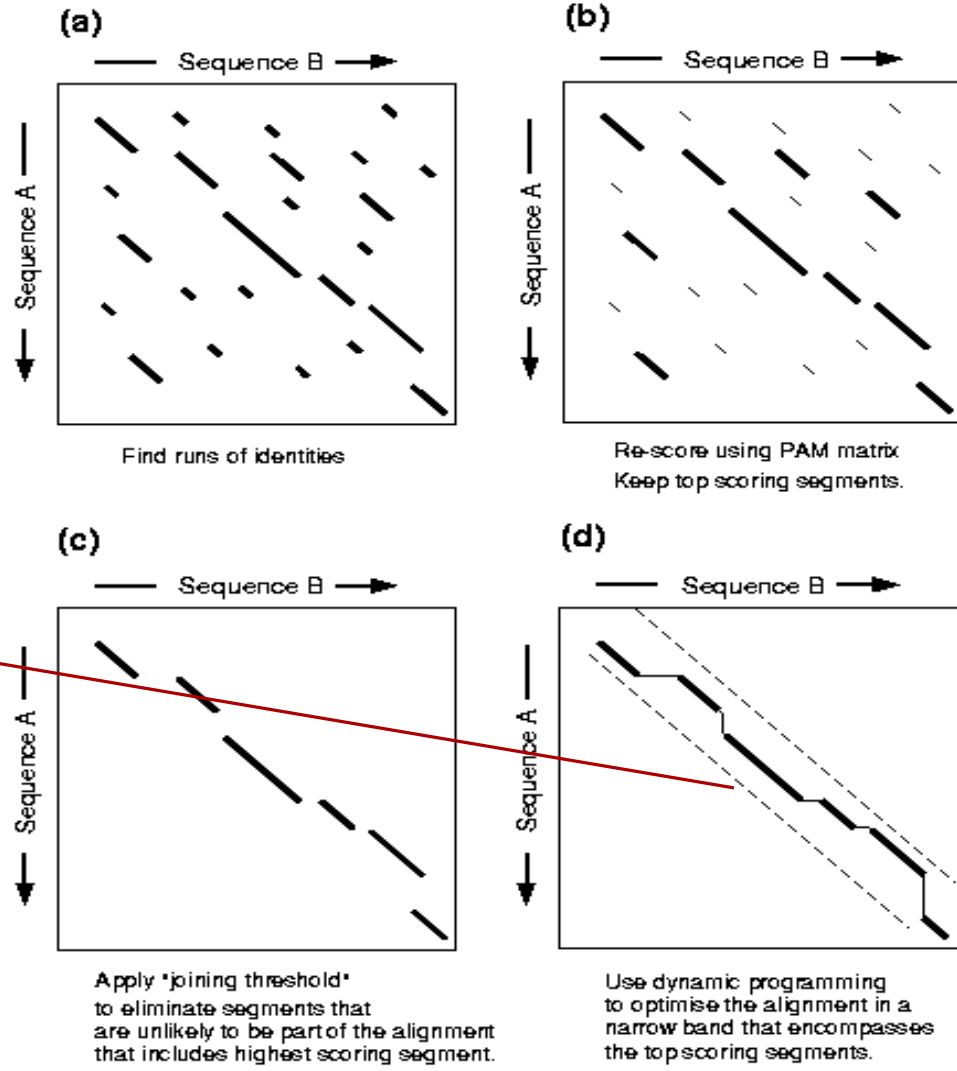 (a)
Sequence B
Sequence A
Find runs of identities
(b)
Sequence B
Sequence A
Re-score using PAM matrix
Keep top scoring segments.
(c)
Sequence B
Sequence A
Apply "joining threshold"
to eliminate segments that
are unlikely to be part of the alignment
that includes highest scoring segment.
(d)
Sequence B
Sequence A
Use dynamic programming
to optimise the alignment in a
narrow band that encompasses
the top scoring segments.